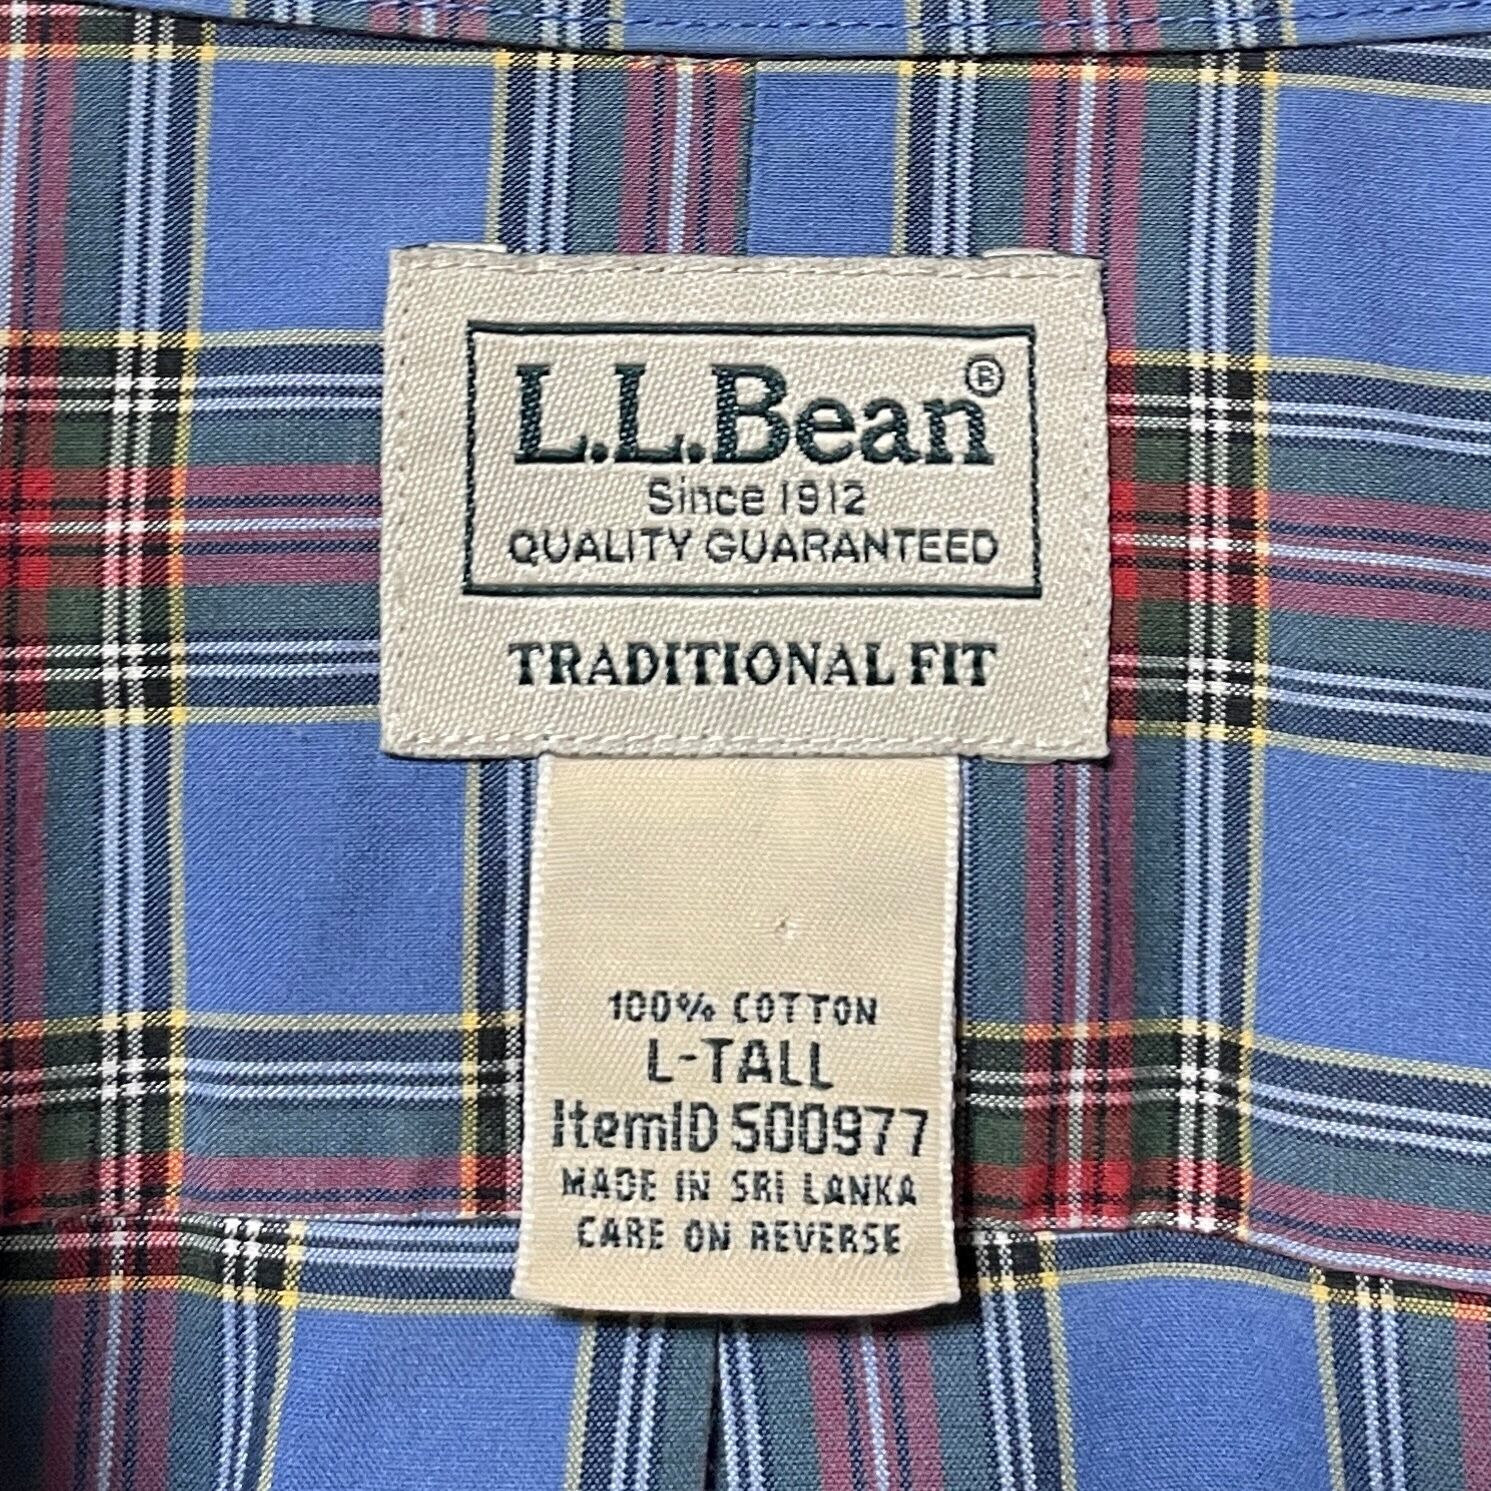 L.L.Bean®
Since 1912
QUALITY GUARANTEED
TRADITIONAL FIT
100% COTTON
L-TALL
ItemID 500977
MADE IN SRI LANKA
CARE ON REVERSE